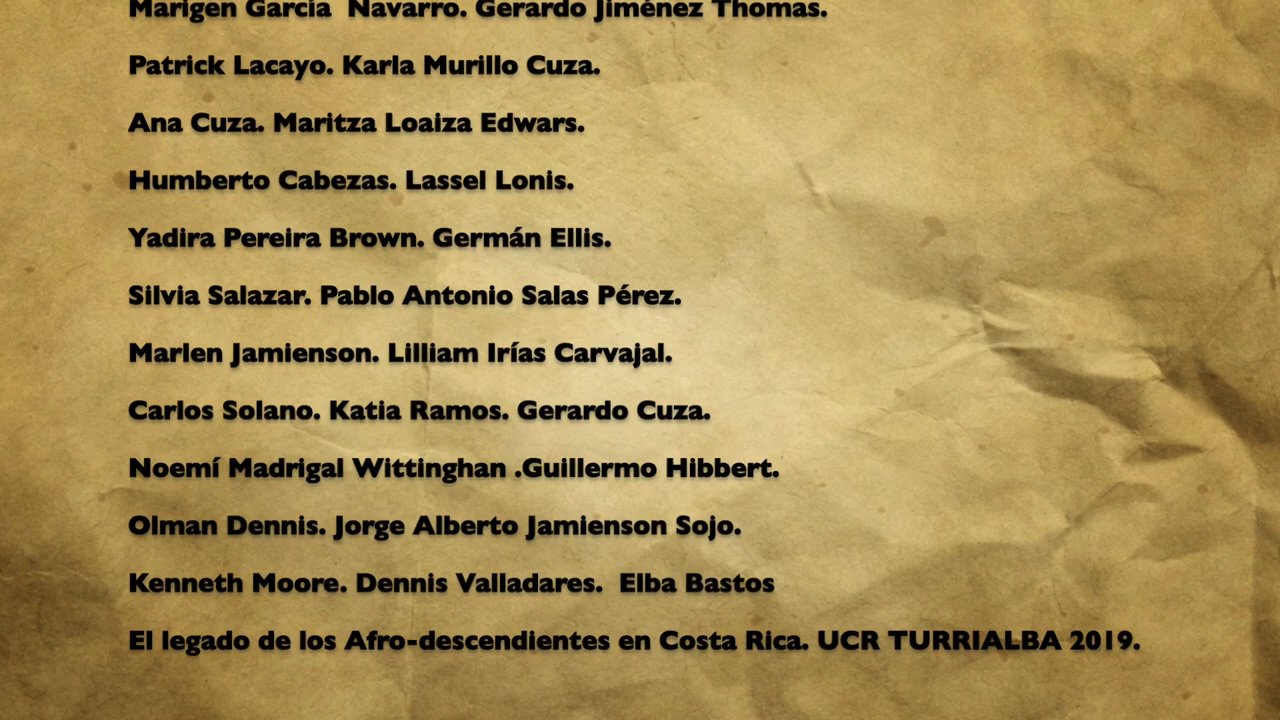 Marigen García  Navarro. Gerardo Jiménez Thomas.
Patrick Lacayo. Karla Murillo Cuza.
Ana Cuza. Maritza Loaiza Edwars.
Humberto Cabezas. Lassel Lonis.
Yadira Pereira Brown. Germán Ellis.
Silvia Salazar. Pablo Antonio Salas Pérez.
Marlen Jamienson. Lilliam Irías Carvajal.
Carlos Solano. Katia Ramos. Gerardo Cuza.
Noemí Madrigal Wittinghan .Guillermo Hibbert.
Olman Dennis. Jorge Alberto Jamienson Sojo.
Kenneth Moore. Dennis Valladares.  Elba Bastos
El legado de los Afro-descendientes en Costa Rica. UCR TURRIALBA 2019.